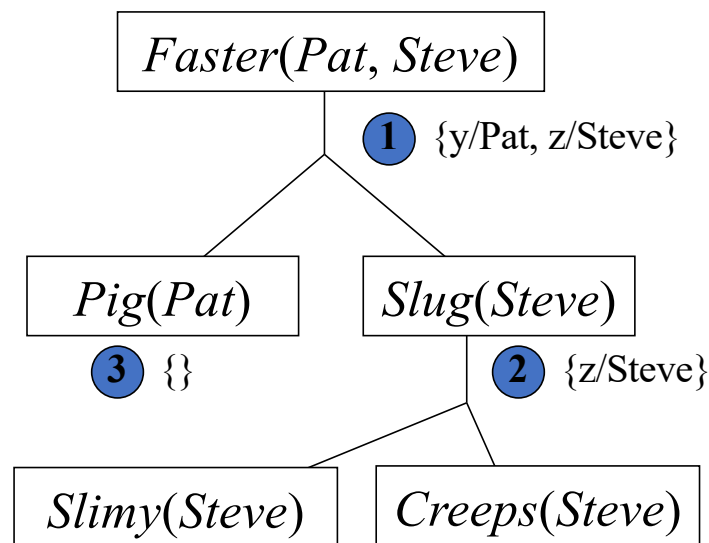 Faster(Pat, Steve)
1 {y/Pat, z/Steve}
Pig(Pat)
Slug(Steve)
3 {}
2 {z/Steve}
Slimy(Steve)
Creeps(Steve)